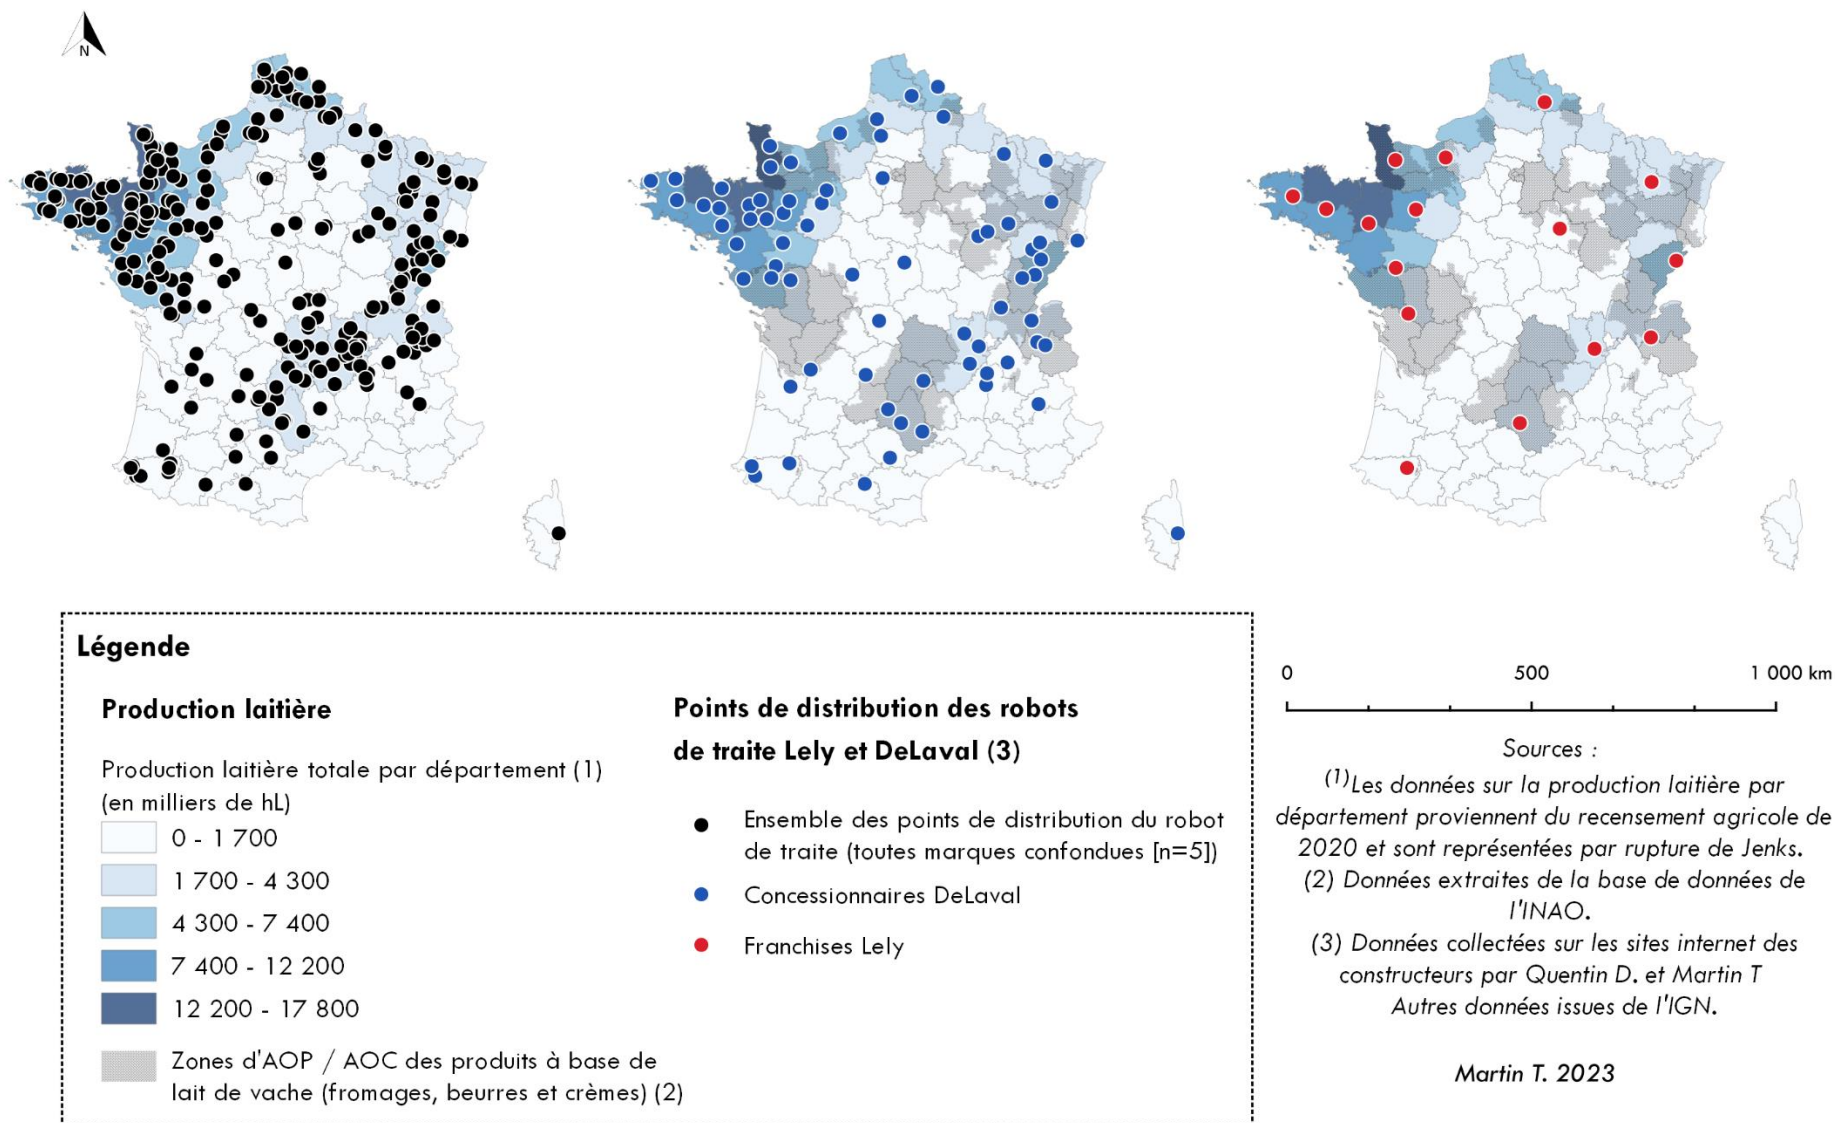 N
Légende
Production laitière
Production laitière totale par département (1)
(en milliers de hL)
0 - 1 700
1 700 - 4 300
4 300 - 7 400
7 400 - 12 200
12 200 - 17 800
Zones d'AOP / AOC des produits à base de
lait de vache (fromages, beurres et crèmes) (2)
Points de distribution des robots
de traite Lely et DeLaval (3)
Ensemble des points de distribution du robot
de traite (toutes marques confondues [n=5])
Concessionnaires DeLaval
Franchises Lely
0 500 1 000 km
Sources :
(1)Les données sur la production laitière par
département proviennent du recensement agricole de
2020 et sont représentées par rupture de Jenks.
(2) Données extraites de la base de données de
l'INAO.
(3) Données collectées sur les sites internet des
constructeurs par Quentin D. et Martin T
Autres données issues de l'IGN.
Martin T. 2023